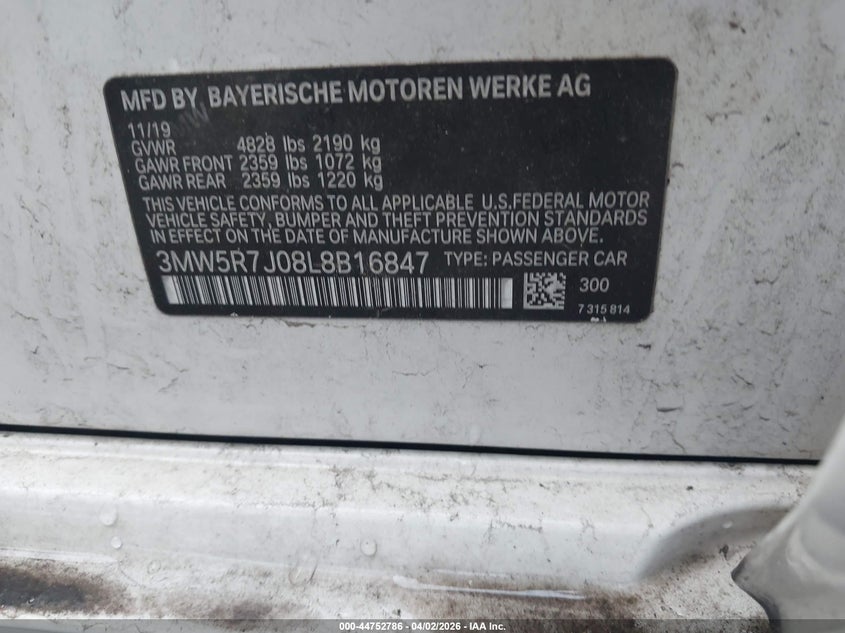 MFD BY BAYERISCHE MOTOREN WERKE AG
11/19
GVWR 4828 lbs 2190 kg
GAWR FRONT 2359 lbs 1072 kg
GAWR REAR 2359 lbs 1220 kg
THIS VEHICLE CONFORMS TO ALL APPLICABLE U.S.FEDERAL MOTOR
VEHICLE SAFETY, BUMPER AND THEFT PREVENTION STANDARDS
IN EFFECT ON THE DATE OF MANUFACTURE SHOWN ABOVE.
3MW5R7J08L8B16847 TYPE: PASSENGER CAR
300
7 315 814
000-44752786 - 04/02/2026 - IAA Inc.